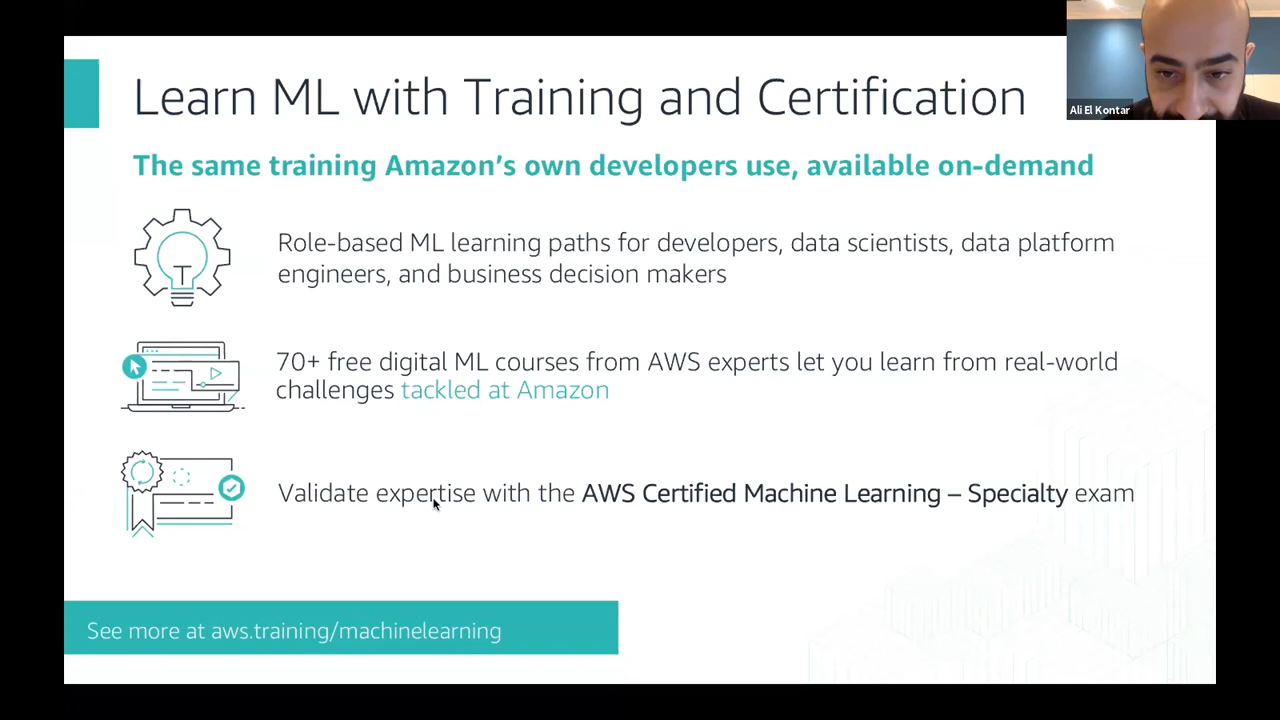 Learn ML with Training and Certification
Ali El Kontar
The same training Amazon's own developers use, available on-demand
Role-based ML learning paths for developers, data scientists, data platform
engineers, and business decision makers
70+ free digital ML courses from AWS experts let you learn from real-world
challenges tackled at Amazon
Validate expertise with the AWS Certified Machine Learning – Specialty exam
See more at aws.training/machinelearning